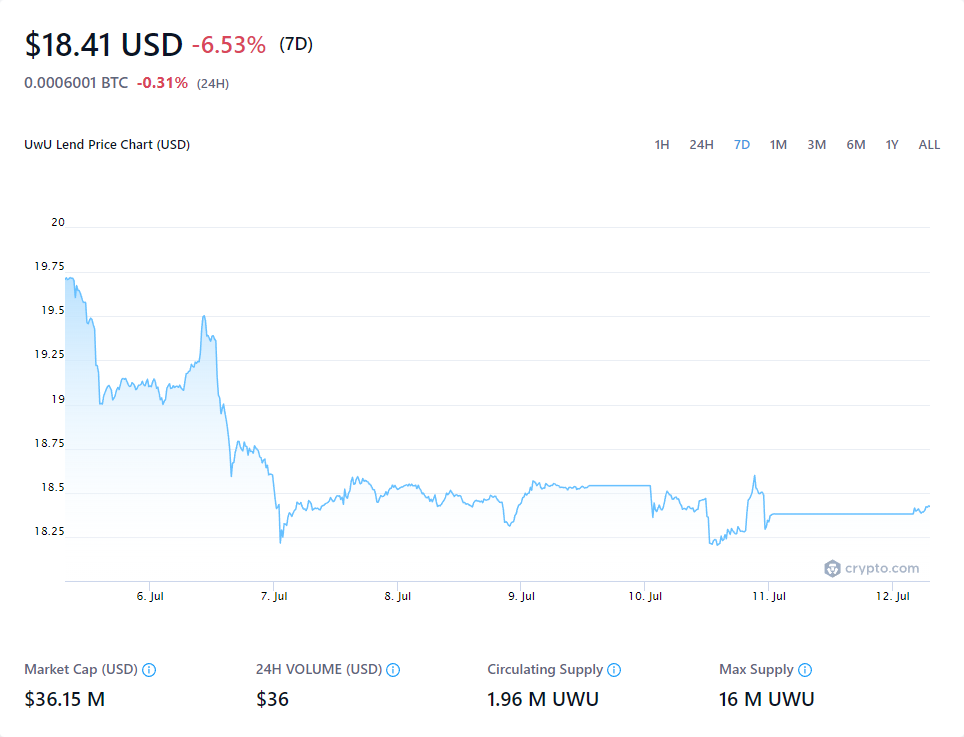 $18.41 USD -6.53% (7D)
0.0006001 BTC -0.31% (24H)
UwU Lend Price Chart (USD) 1H 24H 7D 1M 3M 6M 1Y ALL
20
19.75
19.5
19.25
19
18.75
18.5
18.25
crypto.com
6. Jul 7. Jul 8. Jul 9. Jul 10. Jul 11. Jul 12. Jul
Market Cap (USD) 24H VOLUME (USD) Circulating Supply Max Supply
$36.15 M $36 1.96 M UWU 16 M UWU